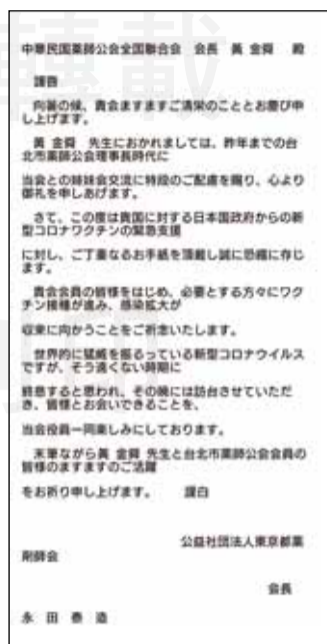 轉載
中華民国薬師公会全国聯合会　会長　黃 金舜　殿
謹啓
向暑の候、貴会ますますご清栄のこととお慶び申
し上げます。
黃 金舜　先生におかれましては、昨年までの台
北市薬師公会理事長時代に
当会との姉妹会交流に特段のご配慮を賜り、心より
御礼を申しあげます。
さて、この度は貴国に対する日本国政府からの新
型コロナワクチンの緊急支援
に対し、ご丁重なるお手紙を頂戴し誠に恐縮に存じ
ます。
貴会会員の皆様をはじめ、必要とする方々にワク
チン接種が進み、感染拡大が
収束に向かうことをご祈念いたします。
世界的に猛威を振るっている新型コロナウイルス
ですが、そう遠くない時期に
終息すると思われ、その暁には訪台させていただ
き、皆様とお会いできることを、
当会役員一同楽しみにしております。
末筆ながら黃 金舜 先生と台北市薬師公会会員の
皆様のますますのご活躍
をお祈り申し上げます。　謹白
公益社団法人東京都薬
剤師会
会長
永 田 泰 造